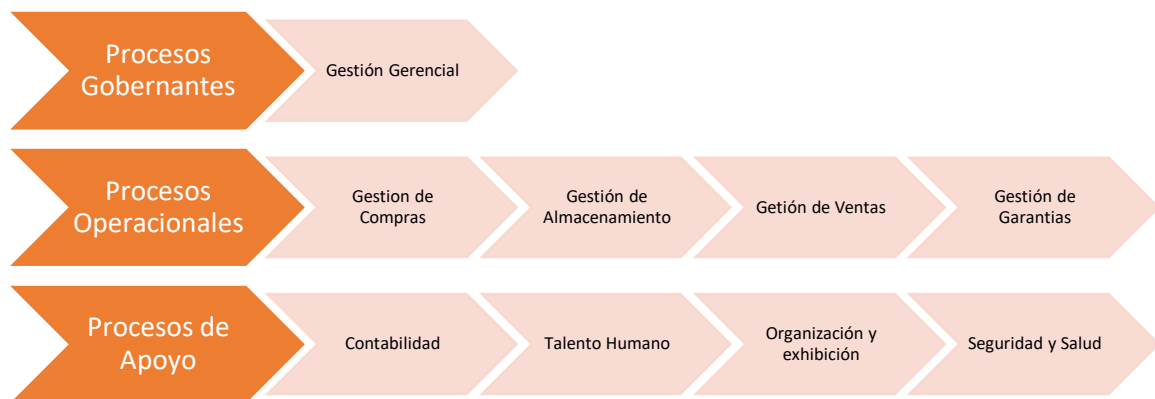 Procesos
Gobernantes
Gestión Gerencial
Procesos
Operacionales
Gestion de
Compras
Gestión de
Almacenamiento
Getión de Ventas
Gestión de
Garantias
Procesos de
Apoyo
Contabilidad
Talento Humano
Organización y
exhibición
Seguridad y Salud